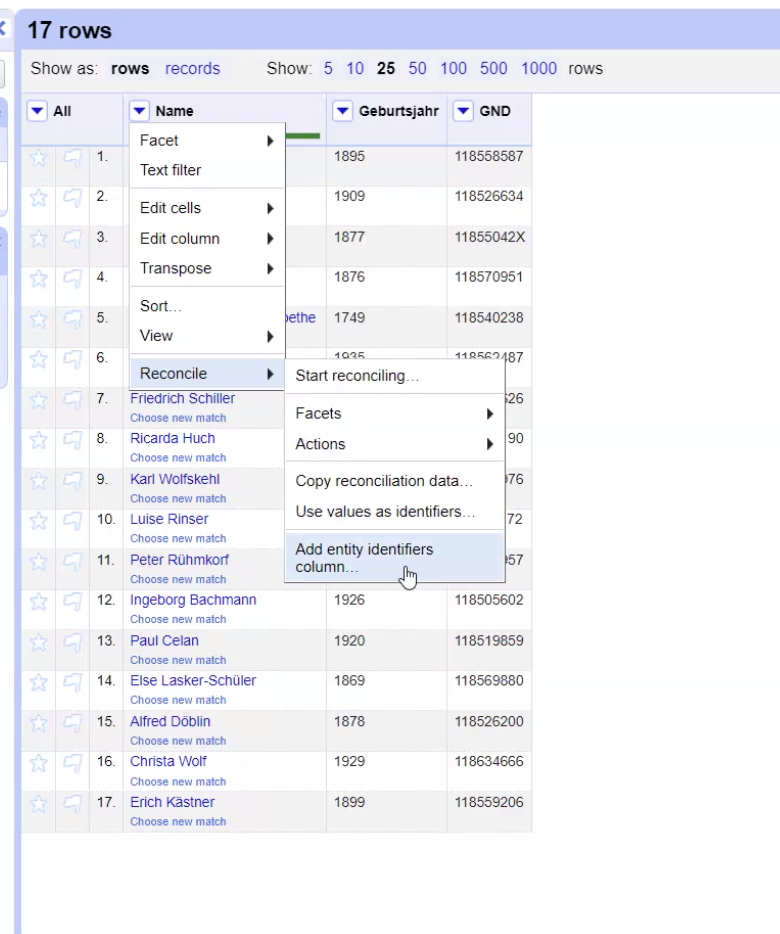 17 rows
Show as: rows records Show: 5 10 25 50 100 500 1000 rows
All Name Geburtsjahr GND
Facet
Text filter
Edit cells
Edit column
Transpose
Sort…
View
Reconcile
Start reconciling…
Facets
Actions
Copy reconciliation data…
Use values as identifiers…
Add entity identifiers
column…
1. 1895 118558587
2. 1909 118526634
3. 1877 11855042X
4. 1876 118570951
5. 1749 118540238
6.
7. Friedrich Schiller
Choose new match
8. Ricarda Huch 90
Choose new match
9. Karl Wolfskehl
Choose new match
10. Luise Rinser 72
Choose new match
11. Peter Rühmkorf
Choose new match
12. Ingeborg Bachmann 1926 118505602
Choose new match
13. Paul Celan 1920 118519859
Choose new match
14. Else Lasker-Schüler 1869 118569880
Choose new match
15. Alfred Döblin 1878 118526200
Choose new match
16. Christa Wolf 1929 118634666
Choose new match
17. Erich Kästner 1899 118559206
Choose new match